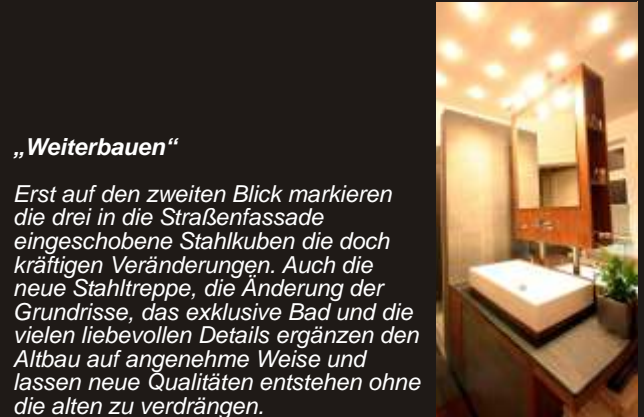 „Weiterbauen“
Erst auf den zweiten Blick markieren
die drei in die Straßenfassade
eingeschobene Stahlkuben die doch
kräftigen Veränderungen. Auch die
neue Stahltreppe, die Änderung der
Grundrisse, das exklusive Bad und die
vielen liebevollen Details ergänzen den
Altbau auf angenehme Weise und
lassen neue Qualitäten entstehen ohne
die alten zu verdrängen.